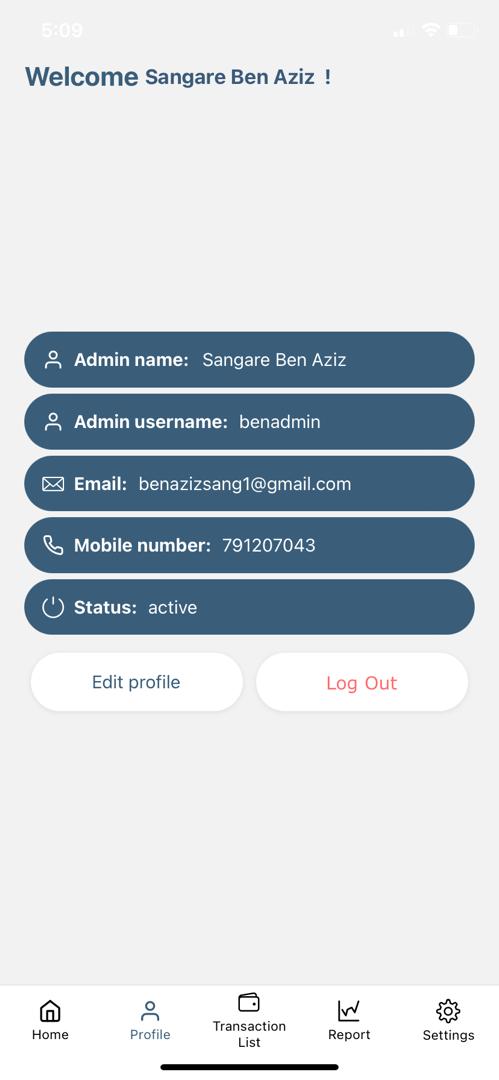 5:09
Welcome Sangare Ben Aziz !
Admin name: Sangare Ben Aziz
Admin username: benadmin
Email: benazizsang1@gmail.com
Mobile number: 791207043
Status: active
Edit profile
Log Out
Home
Profile
Transaction
List
Report
Settings